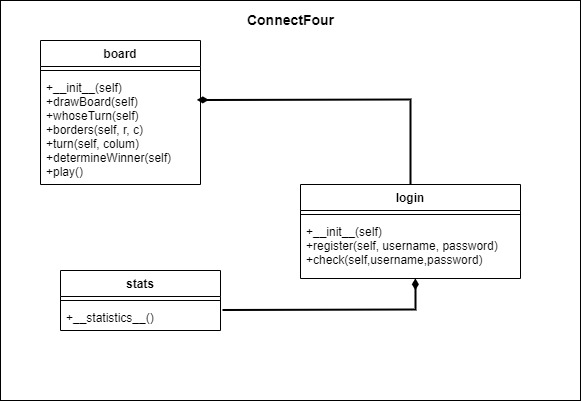 ConnectFour
board
+__init__(self)
+drawBoard(self)
+whoseTurn(self)
+borders(self, r, c)
+turn(self, colum)
+determineWinner(self)
+play()
login
+__init__(self)
+register(self, username, password)
+check(self,username,password)
stats
+__statistics__()